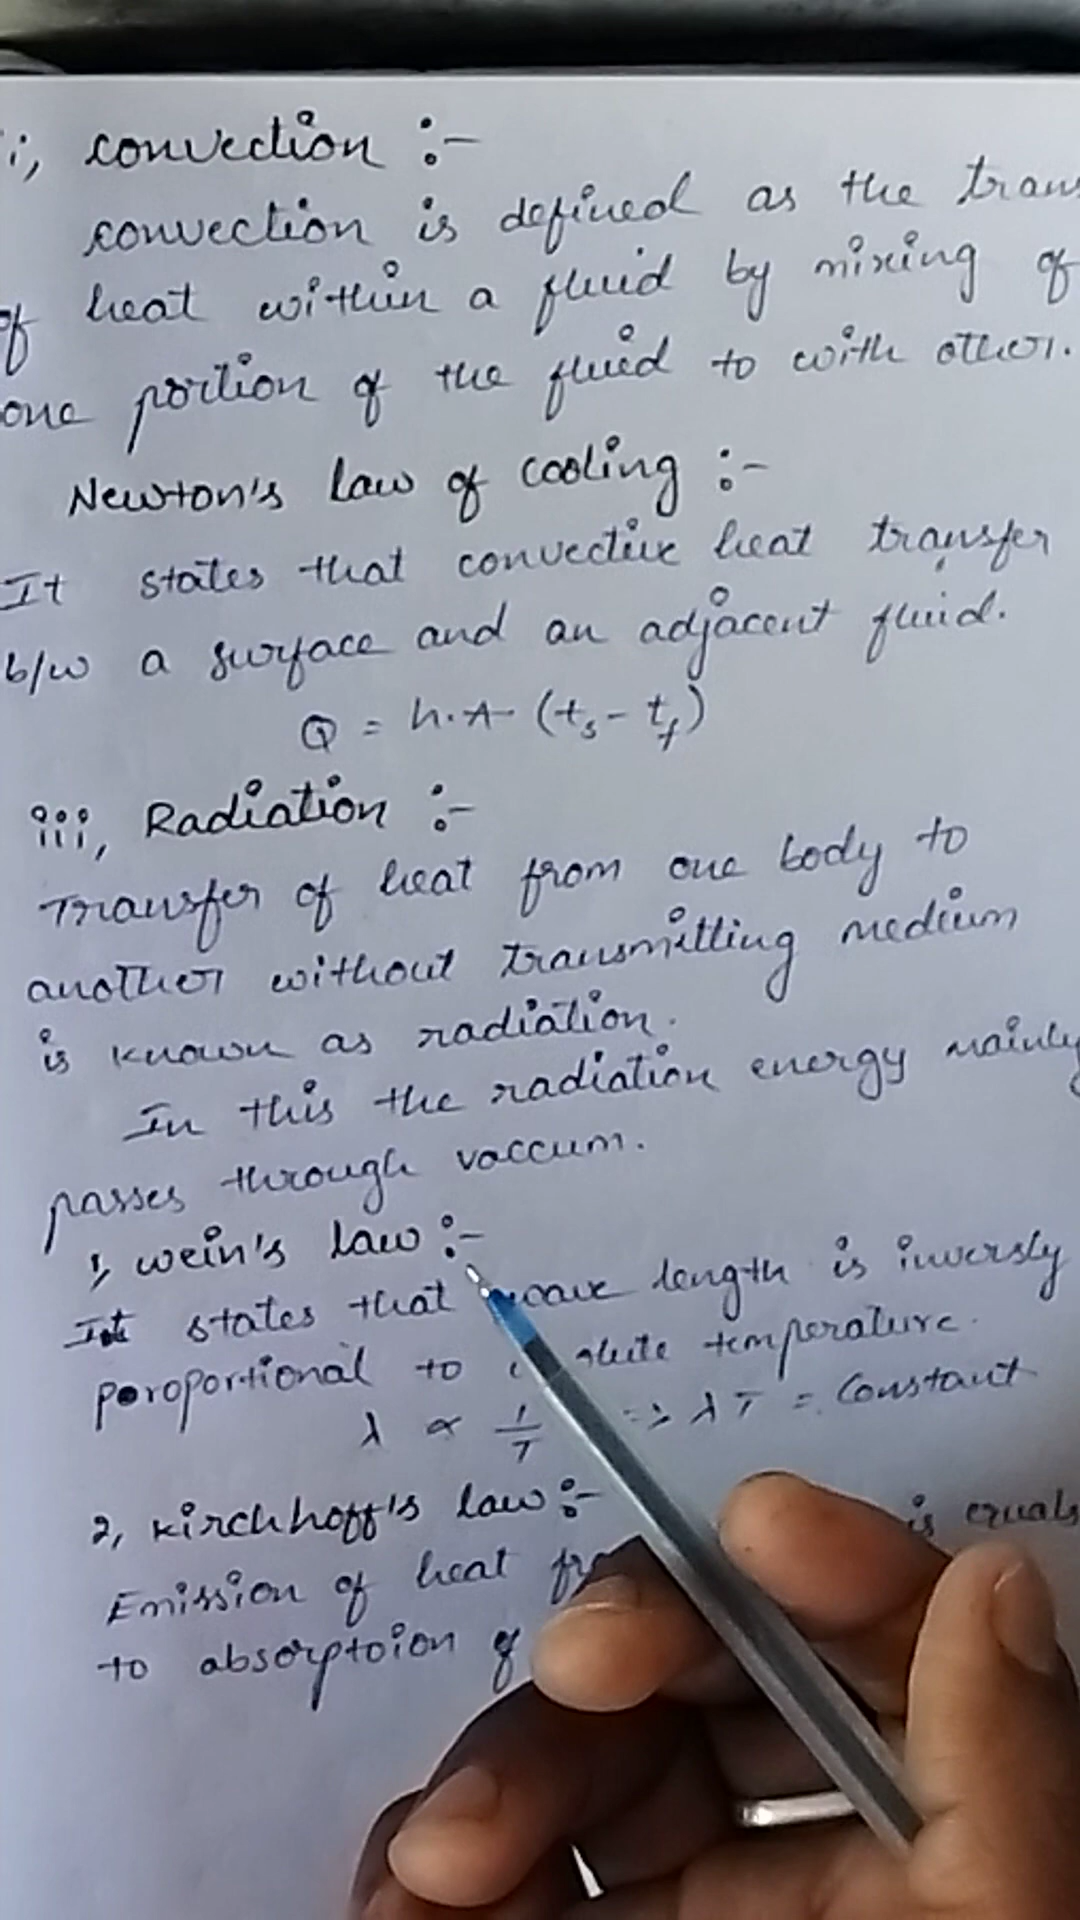 i, convection :-
convection is defined as the trans
of heat within a fluid by mixing of
one portion of the fluid to with other.
Newton's law of cooling :-
It states that convective heat transfer
b/w a surface and an adjacent fluid.
Q = h.A (ts - tf)
iii, Radiation :-
Transfer of heat from one body to
another without transmitting medium
is known as radiation.
In this the radiation energy mainly
passes through vaccum.
1, wein's law :-
It states that wave length is inversly
poroportional to temperature.
λ ∝ 1/T => λT = Constant
2, Kirchhoff's law :-
Emission of heat is equals
to absorptoion of